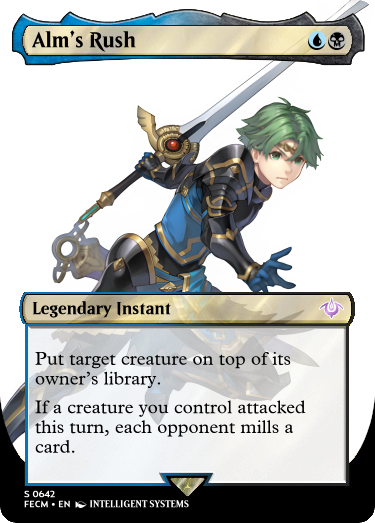 Alm's Rush
Legendary Instant
Put target creature on top of its
owner's library.
If a creature you control attacked
this turn, each opponent mills a
card.
S 0642
FECM • EN INTELLIGENT SYSTEMS